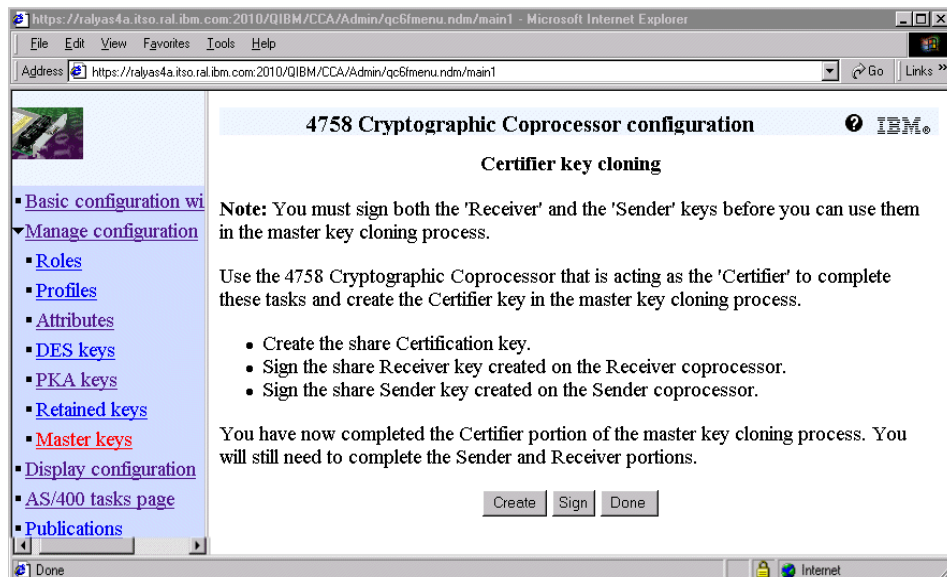 https://ralyas4a.itso.ral.ibm.com:2010/QIBM/CCA/Admin/qc6fmenu.ndm/main1 - Microsoft Internet Explorer
File Edit View Favorites Tools Help
Address https://ralyas4a.itso.ral.ibm.com:2010/QIBM/CCA/Admin/qc6fmenu.ndm/main1 Go Links »
Basic configuration wi
Manage configuration
Roles
Profiles
Attributes
DES keys
PKA keys
Retained keys
Master keys
Display configuration
AS/400 tasks page
Publications
4758 Cryptographic Coprocessor configuration ? IBM®
Certifier key cloning
Note: You must sign both the 'Receiver' and the 'Sender' keys before you can use them
in the master key cloning process.
Use the 4758 Cryptographic Coprocessor that is acting as the 'Certifier' to complete
these tasks and create the Certifier key in the master key cloning process.
• Create the share Certification key.
• Sign the share Receiver key created on the Receiver coprocessor.
• Sign the share Sender key created on the Sender coprocessor.
You have now completed the Certifier portion of the master key cloning process. You
will still need to complete the Sender and Receiver portions.
Create Sign Done
Done Internet